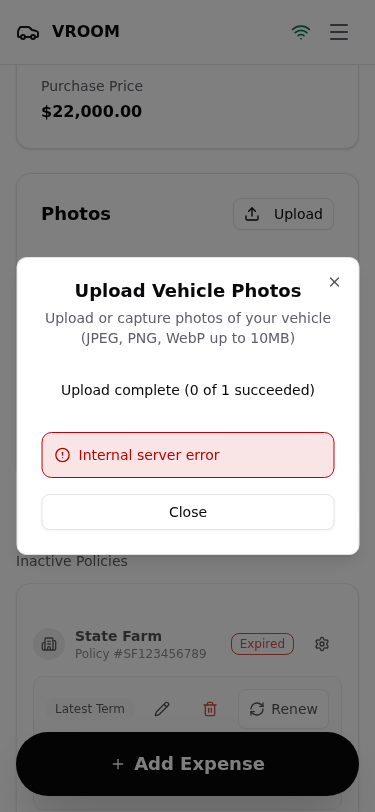 VROOM
Purchase Price
$22,000.00
Photos
Upload
Upload Vehicle Photos
Upload or capture photos of your vehicle
(JPEG, PNG, WebP up to 10MB)
Upload complete (0 of 1 succeeded)
Internal server error
Close
Inactive Policies
State Farm
Policy #SF123456789
Expired
Latest Term
Renew
+ Add Expense